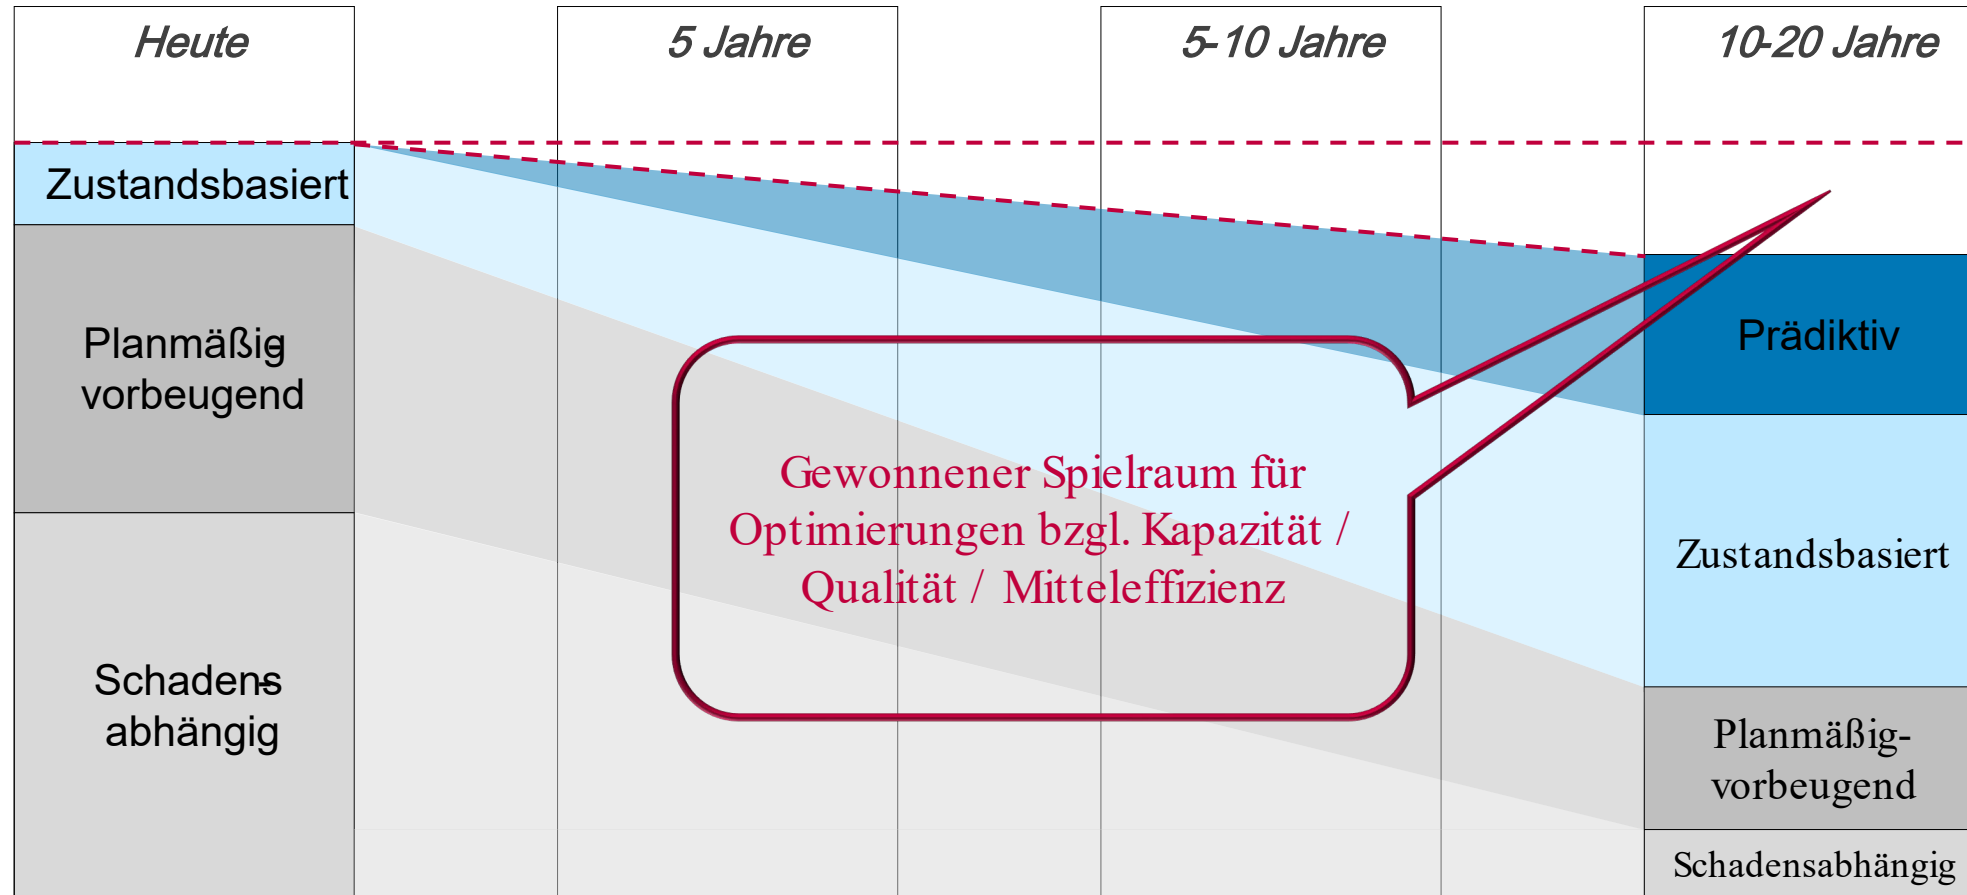 Heute
5 Jahre
5-10 Jahre
10-20 Jahre
Zustandsbasiert
Planmäßig-
vorbeugend
Schadens-
abhängig
Gewonnener Spielraum für
Optimierungen bzgl. Kapazität /
Qualität / Mitteleffizienz
Prädiktiv
Zustandsbasiert
Planmäßig-
vorbeugend
Schadensabhängig